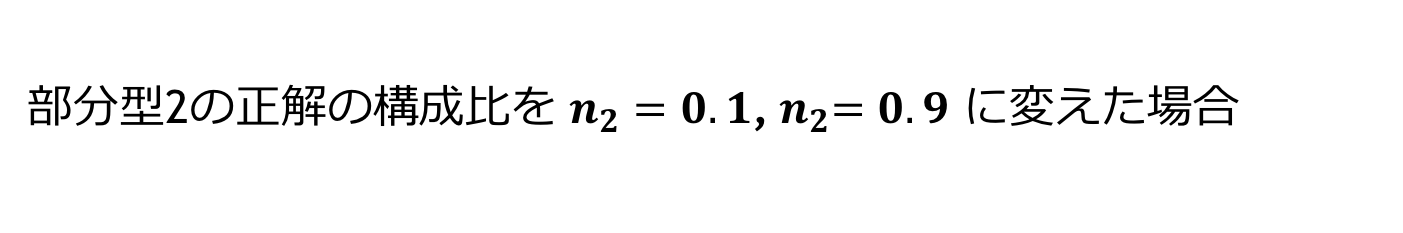 部分型2の正解の構成比を n₂ = 0.1, n₂= 0.9 に変えた場合